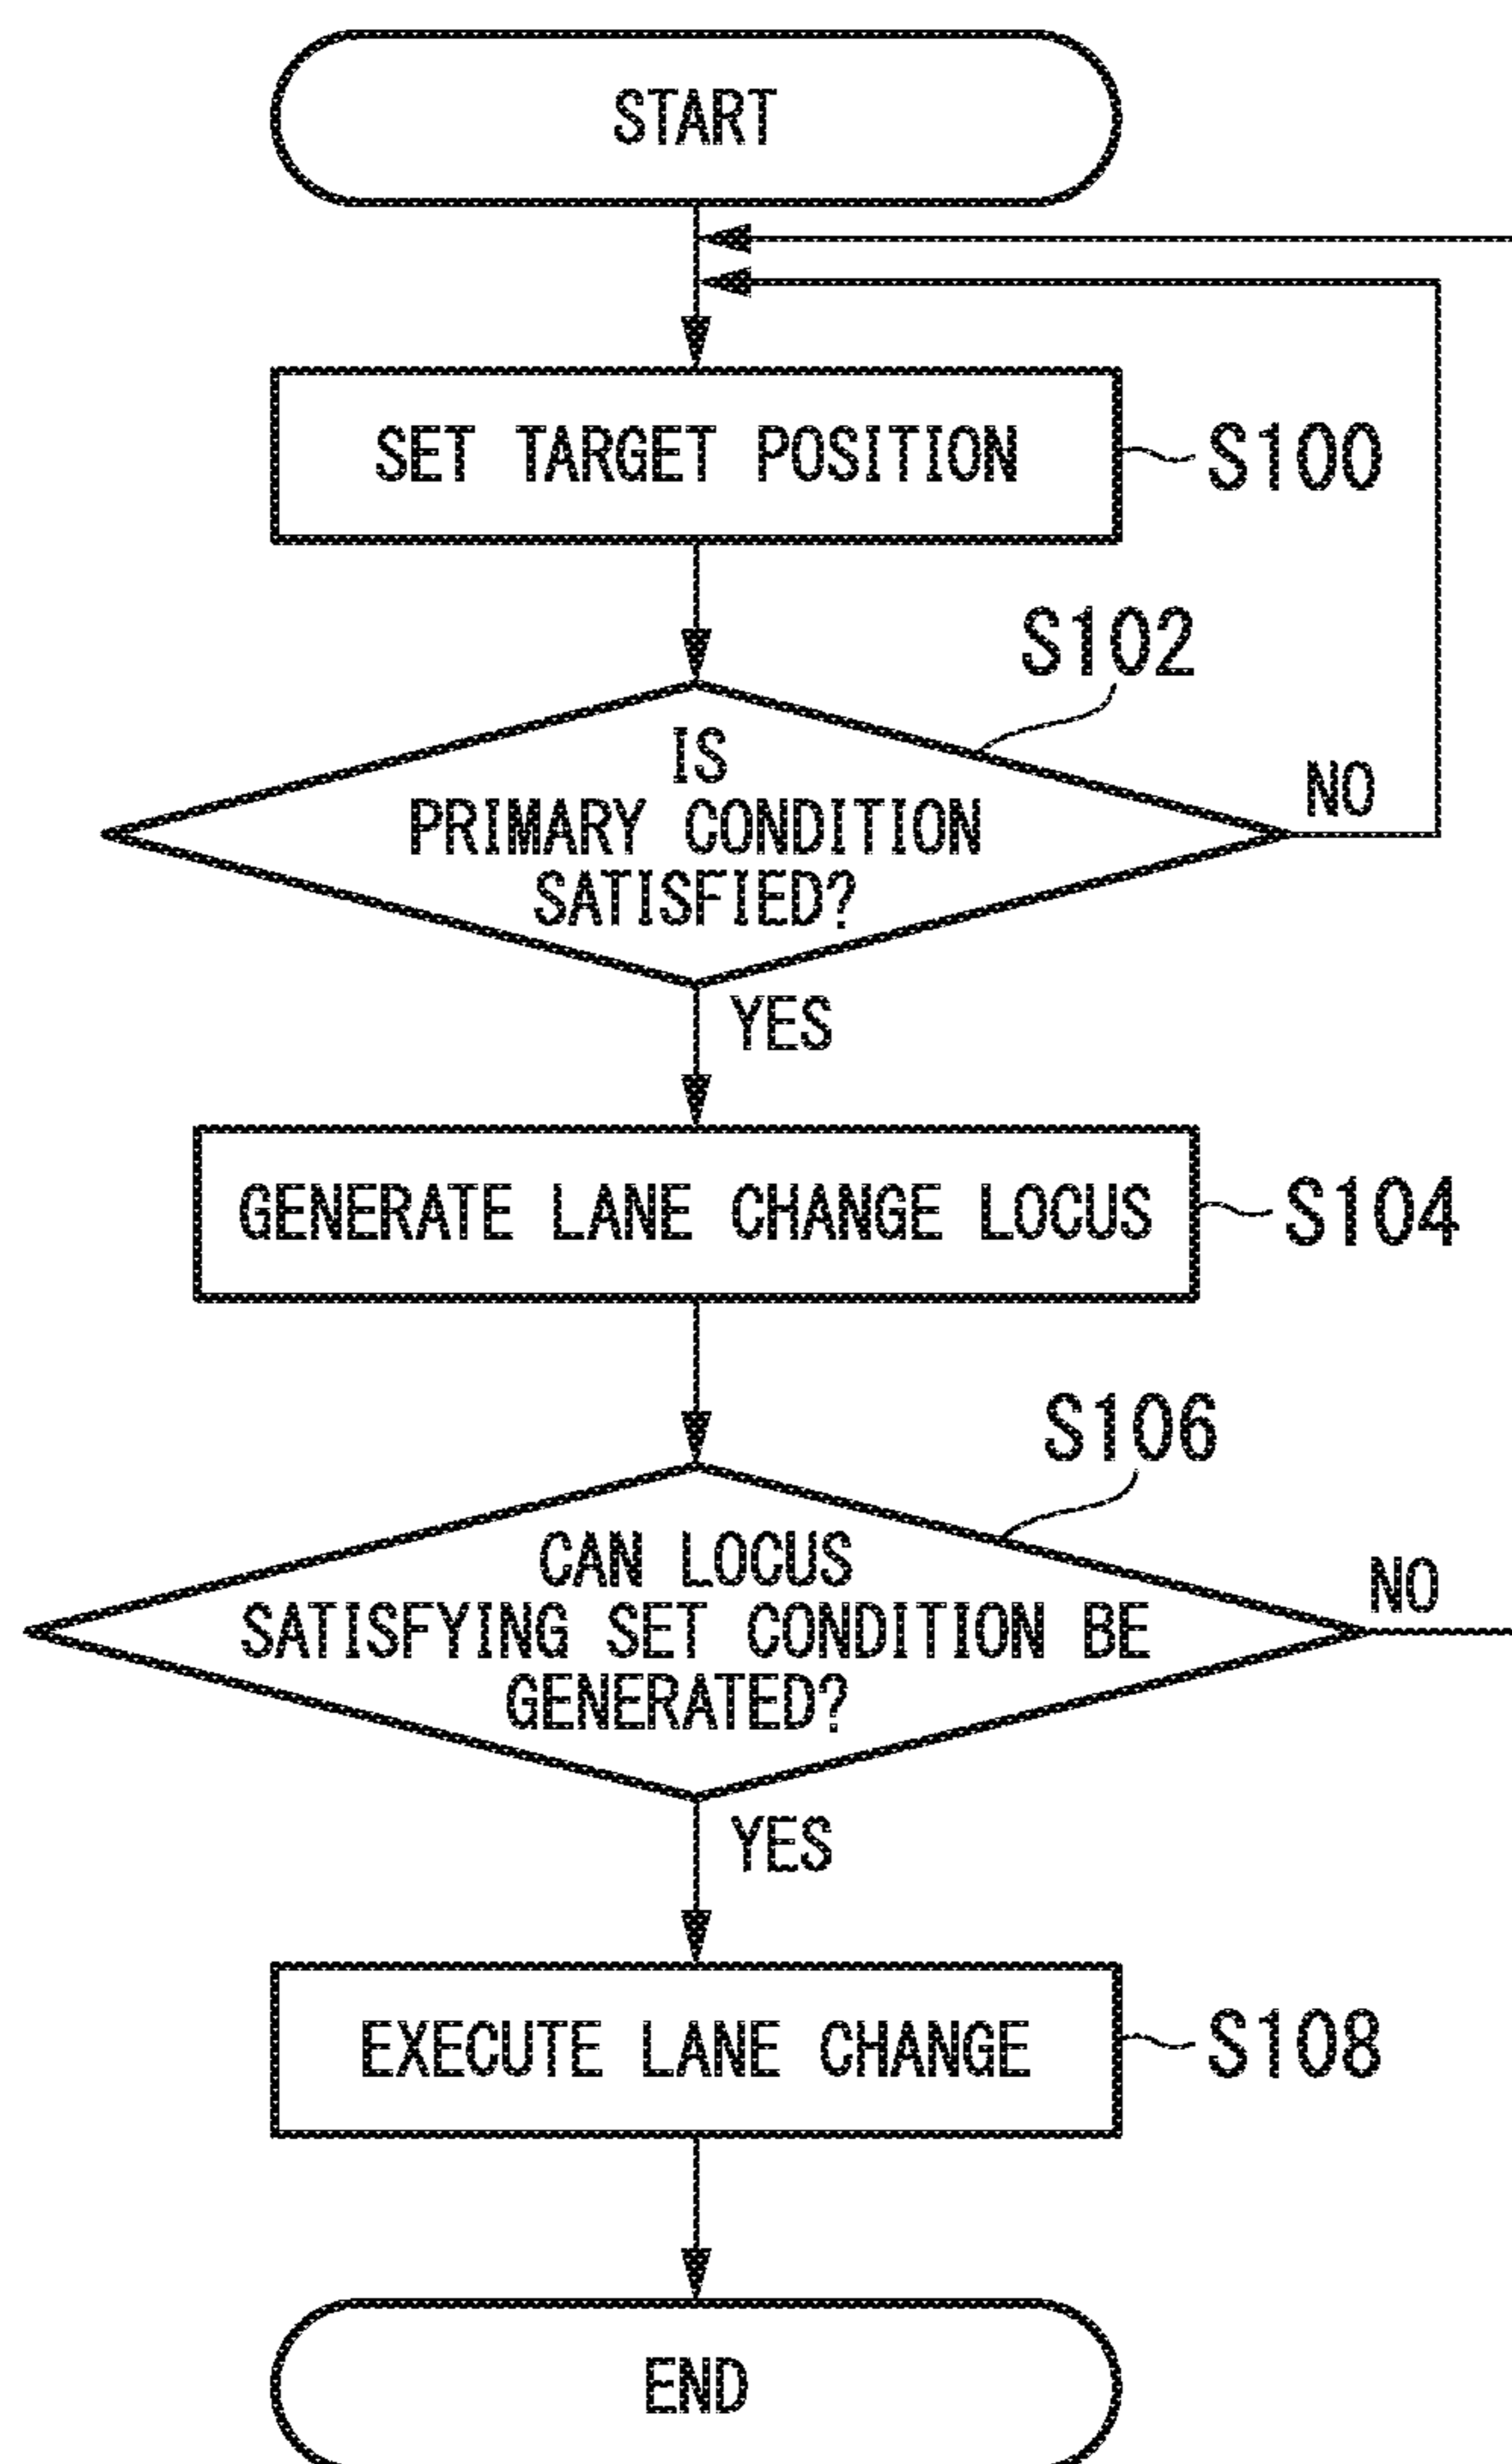 START
SET TARGET POSITION
S100
S102
IS
PRIMARY CONDITION
SATISFIED?
NO
YES
GENERATE LANE CHANGE LOCUS
S104
S106
CAN LOCUS
SATISFYING SET CONDITION BE
GENERATED?
NO
YES
EXECUTE LANE CHANGE
S108
END